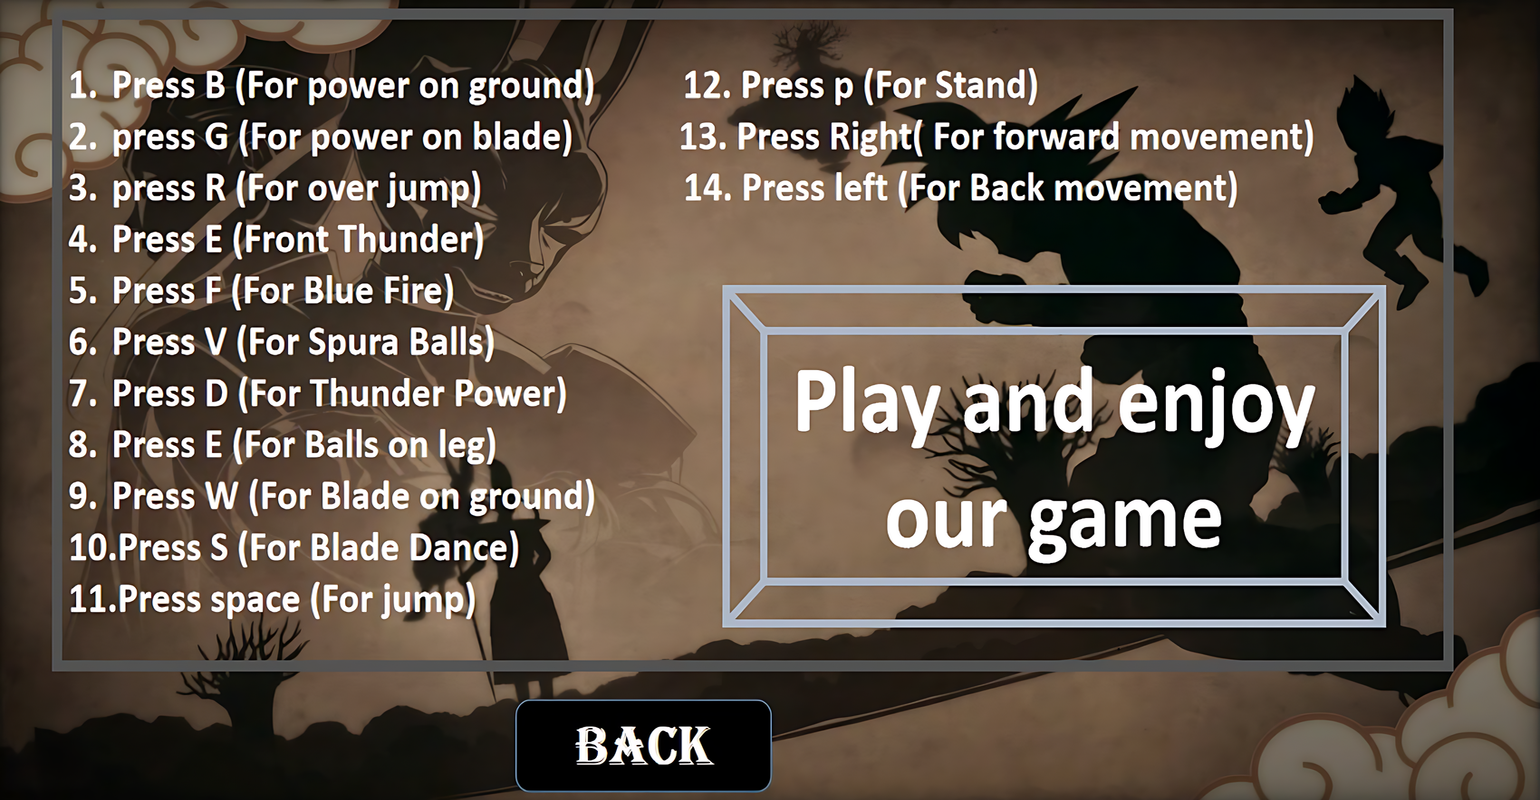 1. Press B (For power on ground)
2. press G (For power on blade)
3. press R (For over jump)
4. Press E (Front Thunder)
5. Press F (For Blue Fire)
6. Press V (For Spura Balls)
7. Press D (For Thunder Power)
8. Press E (For Balls on leg)
9. Press W (For Blade on ground)
10.Press S (For Blade Dance)
11.Press space (For jump)
12. Press p (For Stand)
13. Press Right( For forward movement)
14. Press left (For Back movement)
Play and enjoy
our game
BACK